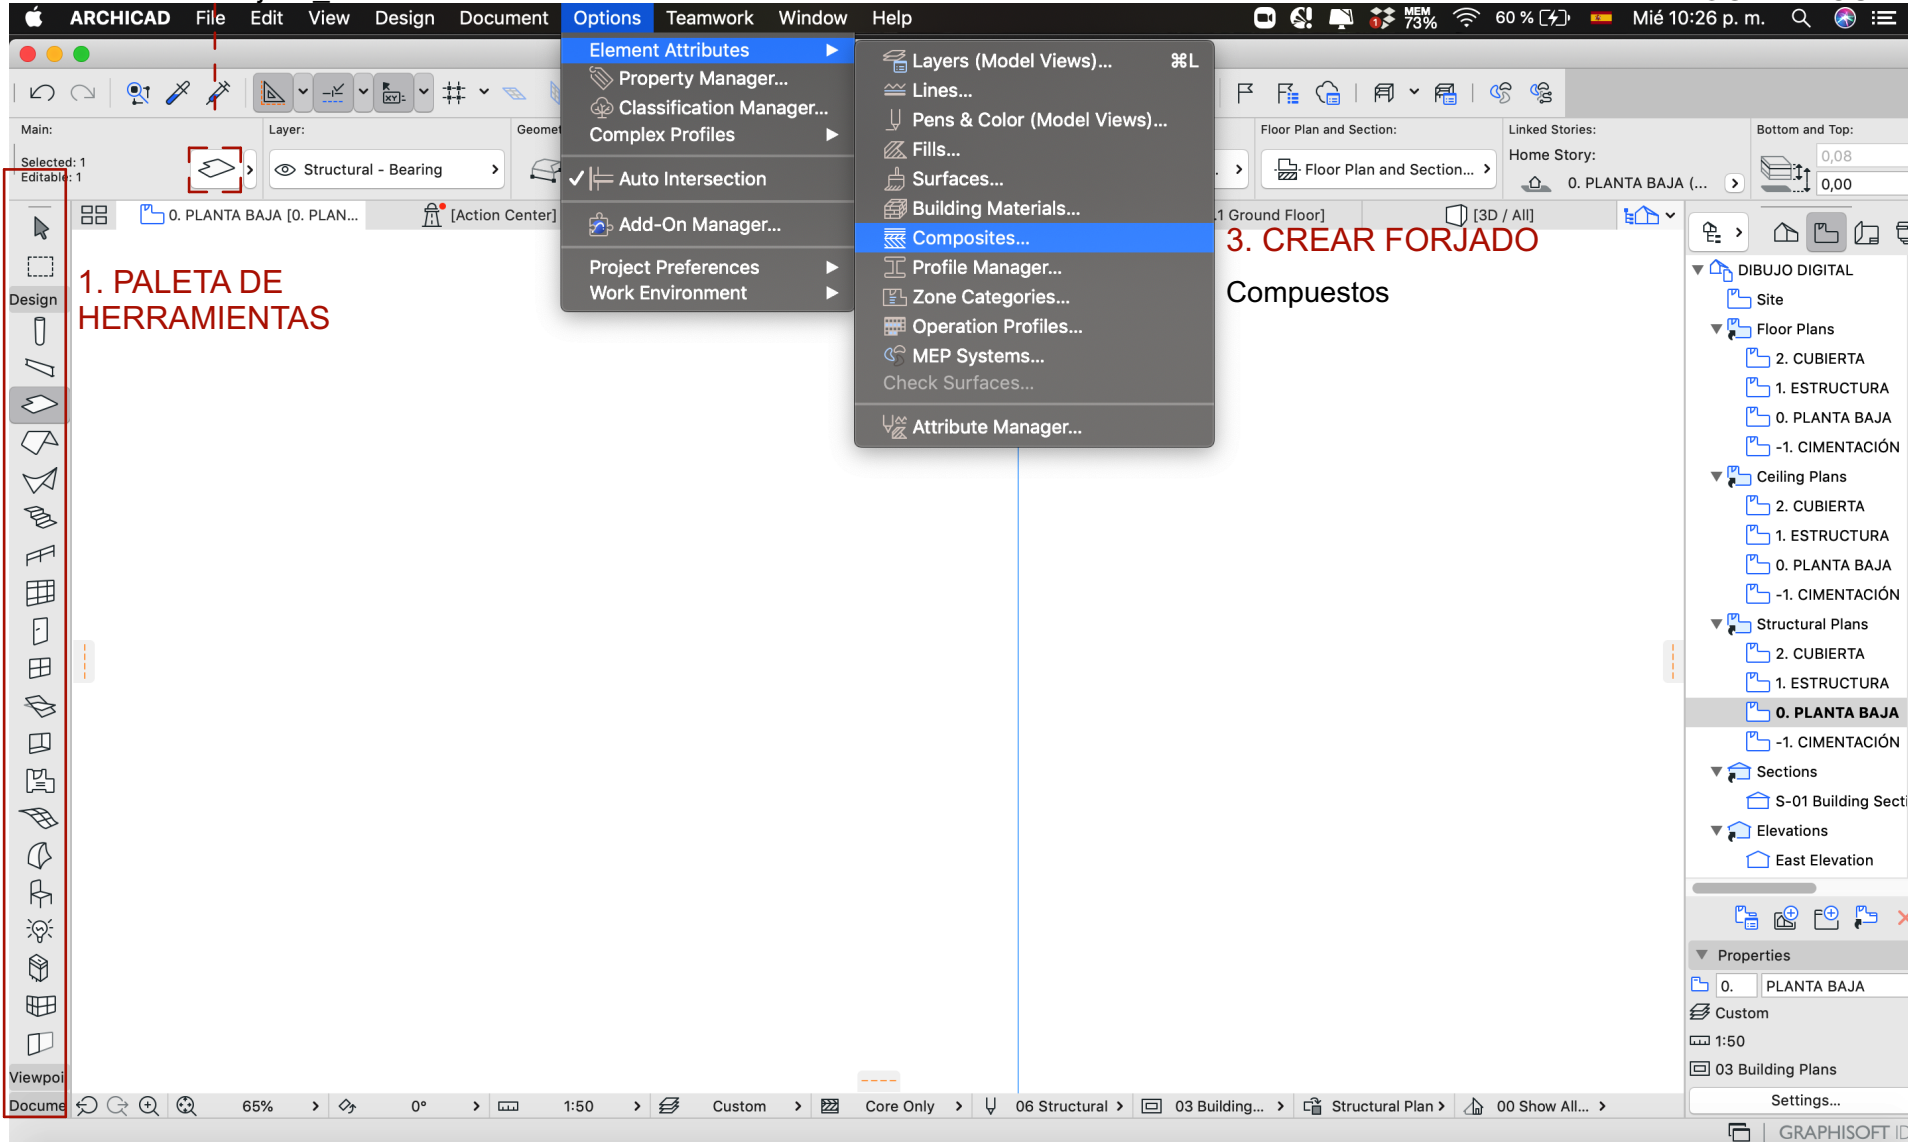 ARCHICAD File Edit View Design Document Options Teamwork Window Help
MEM 73% 60 % Mié 10:26 p. m.
Main:
Selected: 1
Editable: 1
Layer:
Structural - Bearing
Floor Plan and Section:
Floor Plan and Section...
Linked Stories:
Home Story:
0. PLANTA BAJA (...
Bottom and Top:
0,08
0,00
0. PLANTA BAJA [0. PLAN...
[Action Center]
.1 Ground Floor]
[3D / All]
Element Attributes
Property Manager...
Classification Manager...
Complex Profiles
Auto Intersection
Add-On Manager...
Project Preferences
Work Environment
Layers (Model Views)... ⌘L
Lines...
Pens & Color (Model Views)...
Fills...
Surfaces...
Building Materials...
Composites...
Profile Manager...
Zone Categories...
Operation Profiles...
MEP Systems...
Check Surfaces...
Attribute Manager...
1. PALETA DE
HERRAMIENTAS
3. CREAR FORJADO
Compuestos
Design
Viewpoi
Docume
DIBUJO DIGITAL
Site
Floor Plans
2. CUBIERTA
1. ESTRUCTURA
0. PLANTA BAJA
-1. CIMENTACIÓN
Ceiling Plans
2. CUBIERTA
1. ESTRUCTURA
0. PLANTA BAJA
-1. CIMENTACIÓN
Structural Plans
2. CUBIERTA
1. ESTRUCTURA
0. PLANTA BAJA
-1. CIMENTACIÓN
Sections
S-01 Building Secti
Elevations
East Elevation
Properties
0. PLANTA BAJA
Custom
1:50
03 Building Plans
Settings...
65% 0° 1:50 Custom Core Only 06 Structural 03 Building... Structural Plan 00 Show All...
GRAPHISOFT ID